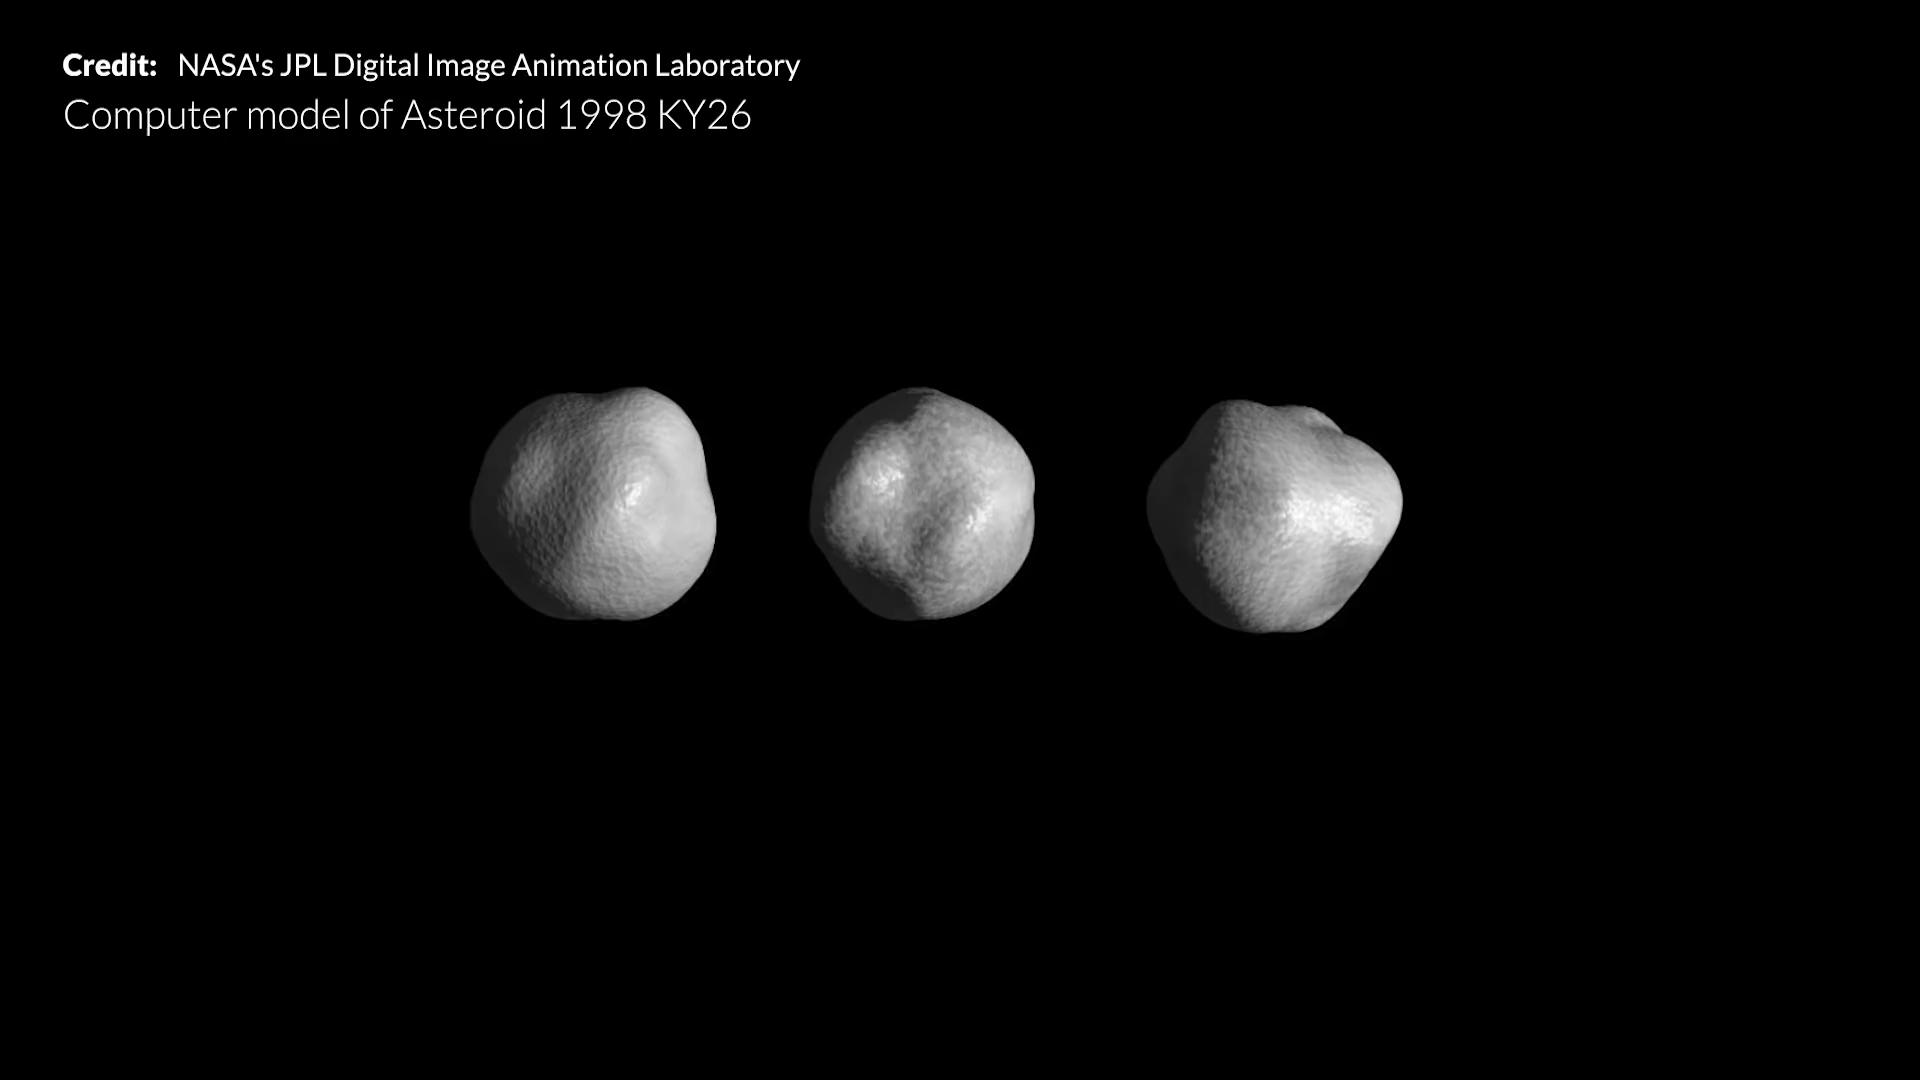 Credit: NASA's JPL Digital Image Animation Laboratory
Computer model of Asteroid 1998 KY26